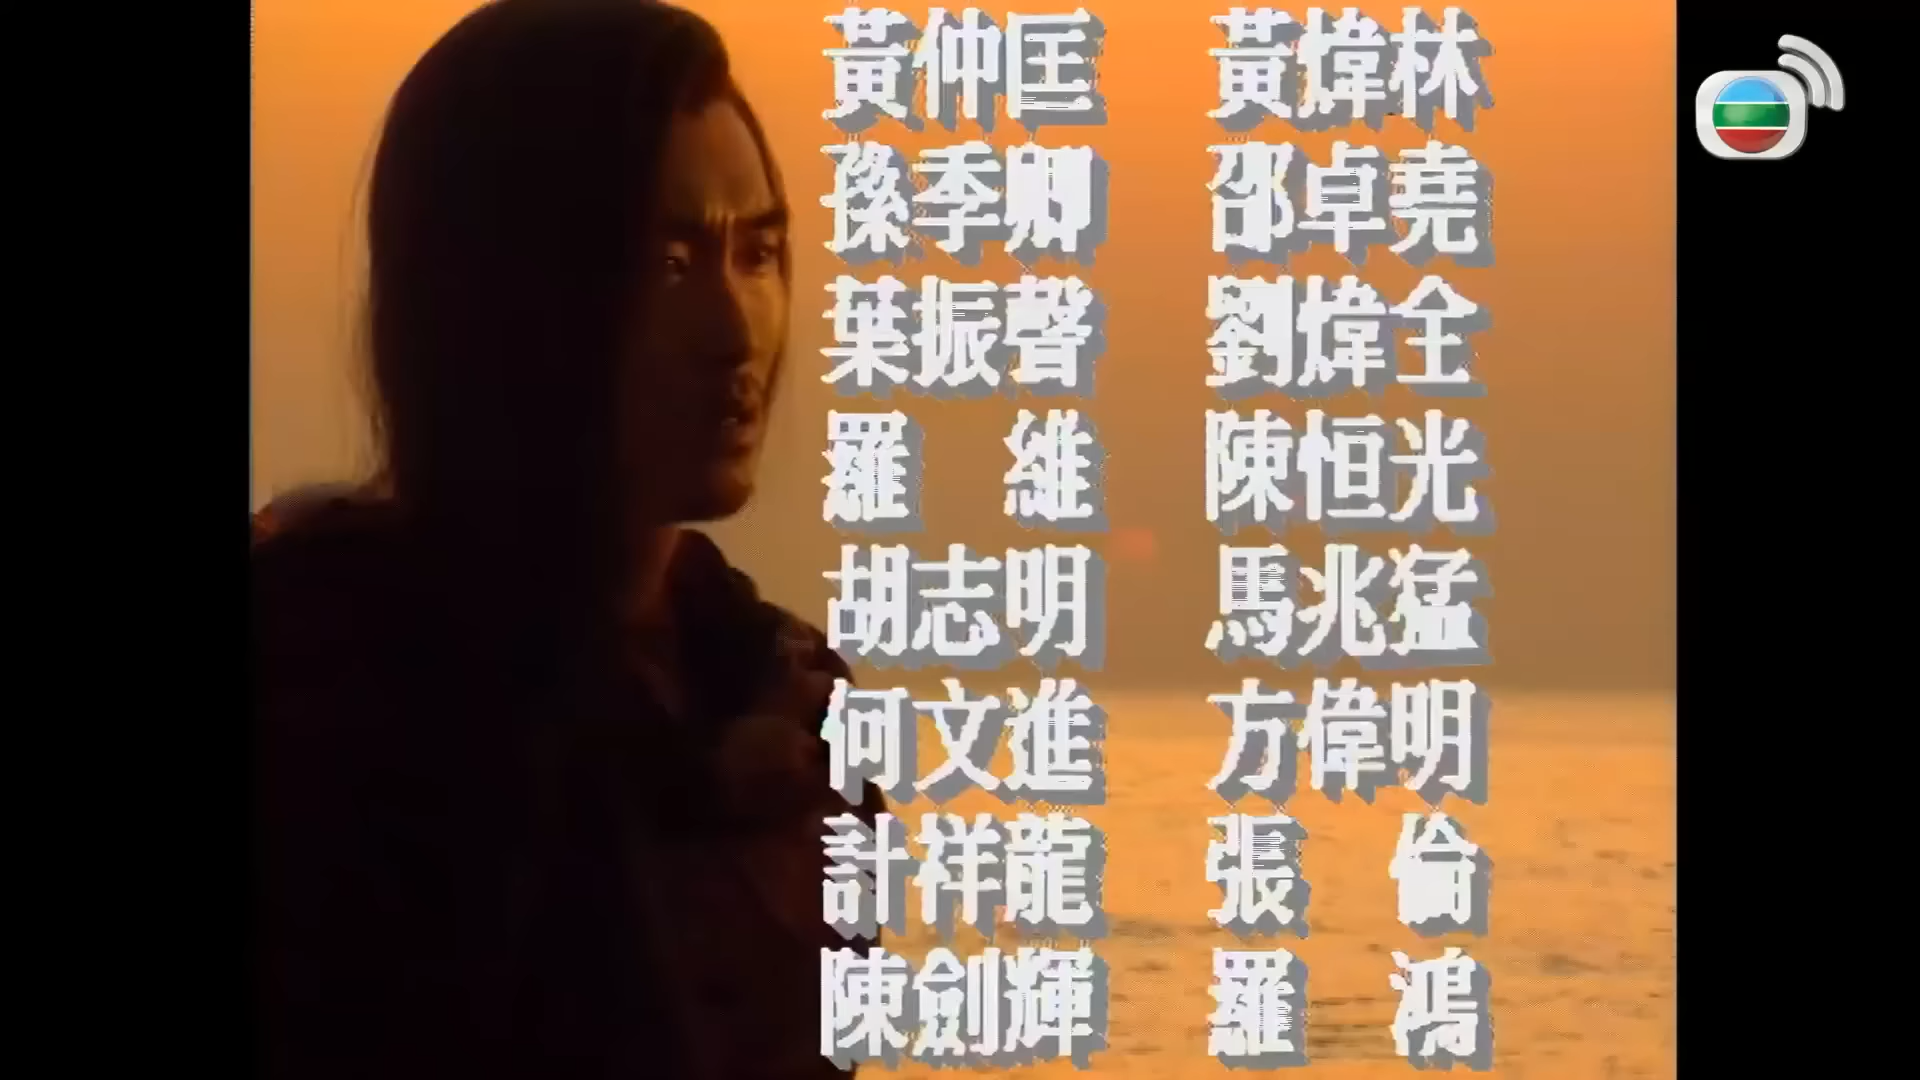 黃仲匡 黃煒林
孫季卿 邵卓堯
葉振聲 劉煒全
羅維 陳恒光
胡志明 馬兆猛
何文進 方偉明
計祥龍 張倫
陳劍輝 羅鴻